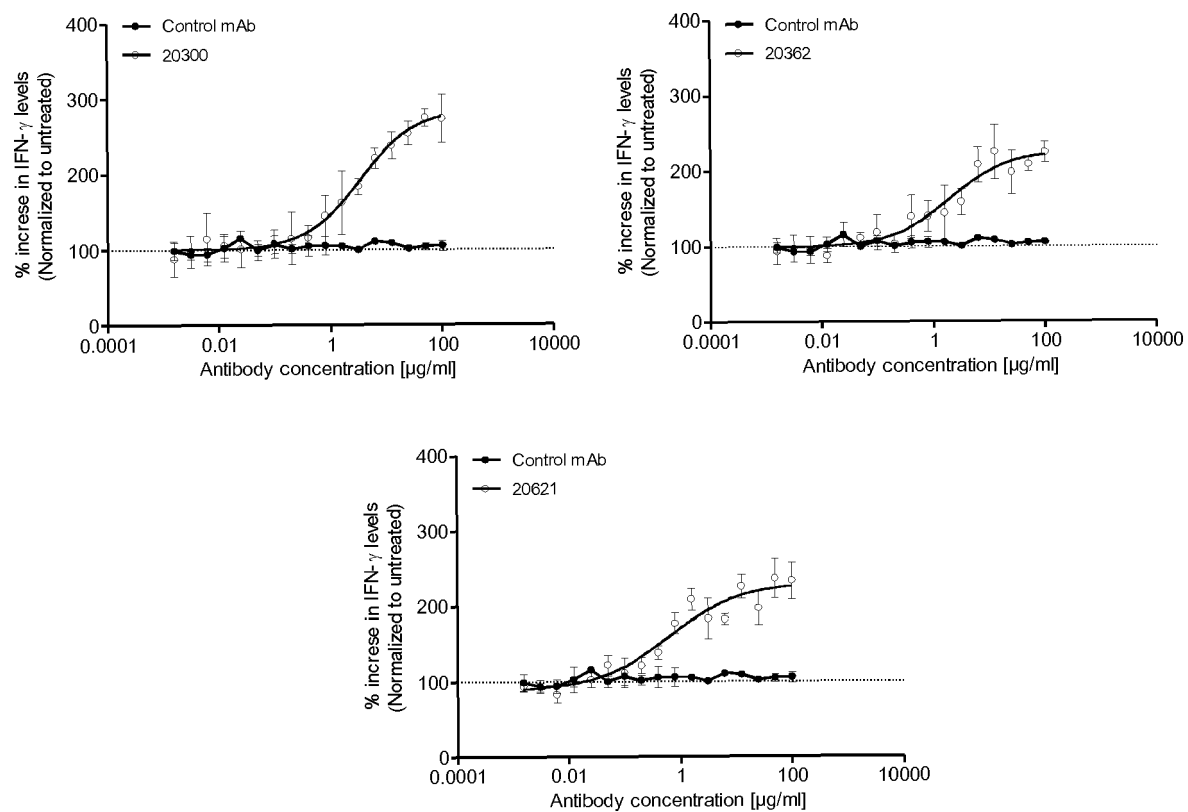 400
300
200
100
0
% increse in IFN-γ levels
(Normalized to untreated)
Control mAb
20300
0.0001
0.01
1
100
10000
Antibody concentration [µg/ml]
400
300
200
100
0
% increse in IFN-γ levels
(Normalized to untreated)
Control mAb
20362
0.0001
0.01
1
100
10000
Antibody concentration [µg/ml]
400
300
200
100
0
% increse in IFN-γ levels
(Normalized to untreated)
Control mAb
20621
0.0001
0.01
1
100
10000
Antibody concentration [µg/ml]